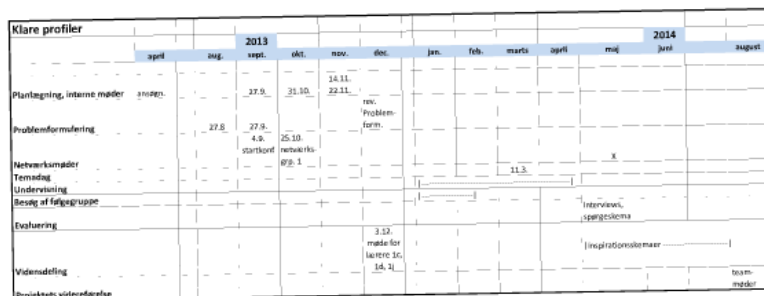 Klare profiler
2013 2014
april aug. sept. okt. nov. dec. jan. feb. marts april maj juni august
14.11.
Planlægning, interne møder ansøgn. 27.9. 31.10. 22.11.
rev.
Problem-
form.
Problemformulering 27.8 27.9.
4.9. 25.10.
startkonf netværks-
grp. 1
Netværksmøder X
Temadag 11.3.
Undervisning
Besøg af følgegruppe
Interviews,
spørgeskema
Evaluering
3.12.
møde for
lærere 1c,
1d, 1j
Inspirationsskemaer
Vidensdeling
team-
møder
Projektets videreførelse